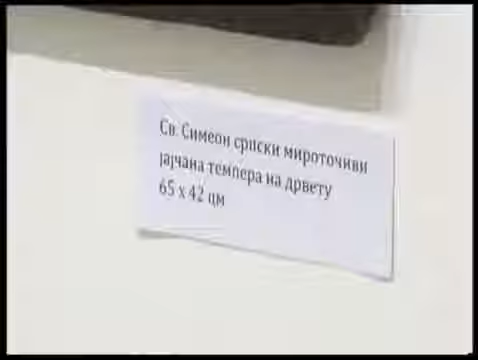 Св. Симеон српски мироточиви
јајчана темпера на дрвету
65 x 42 цм